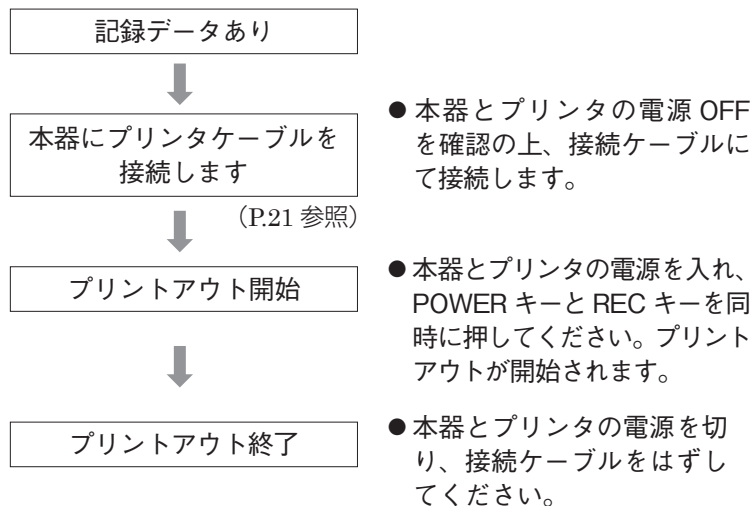 記録データあり
本器にプリンタケーブルを
接続します
（P.21 参照）
● 本器とプリンタの電源 OFF
を確認の上、接続ケーブルに
て接続します。
プリントアウト開始
● 本器とプリンタの電源を入れ、
POWER キーと REC キーを同
時に押してください。プリント
アウトが開始されます。
プリントアウト終了
● 本器とプリンタの電源を切
り、接続ケーブルをはずし
てください。